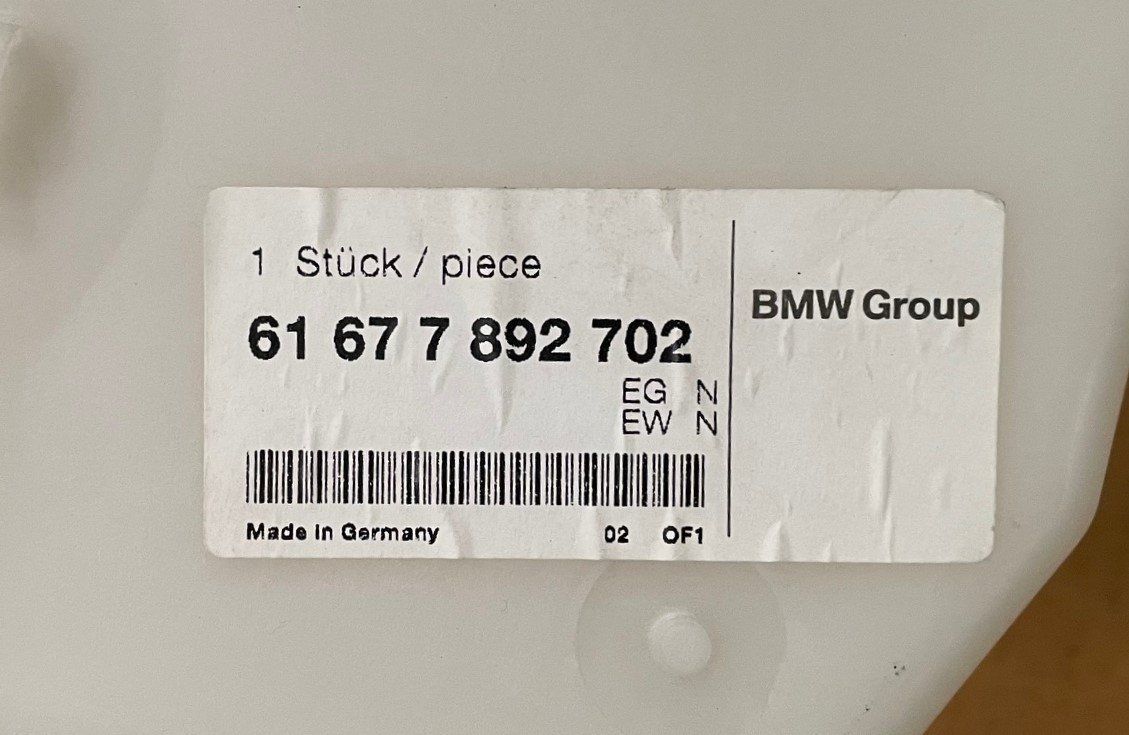 1 Stück / piece
61 67 7 892 702
EG N
EW N
Made in Germany 02 OF1
BMW Group